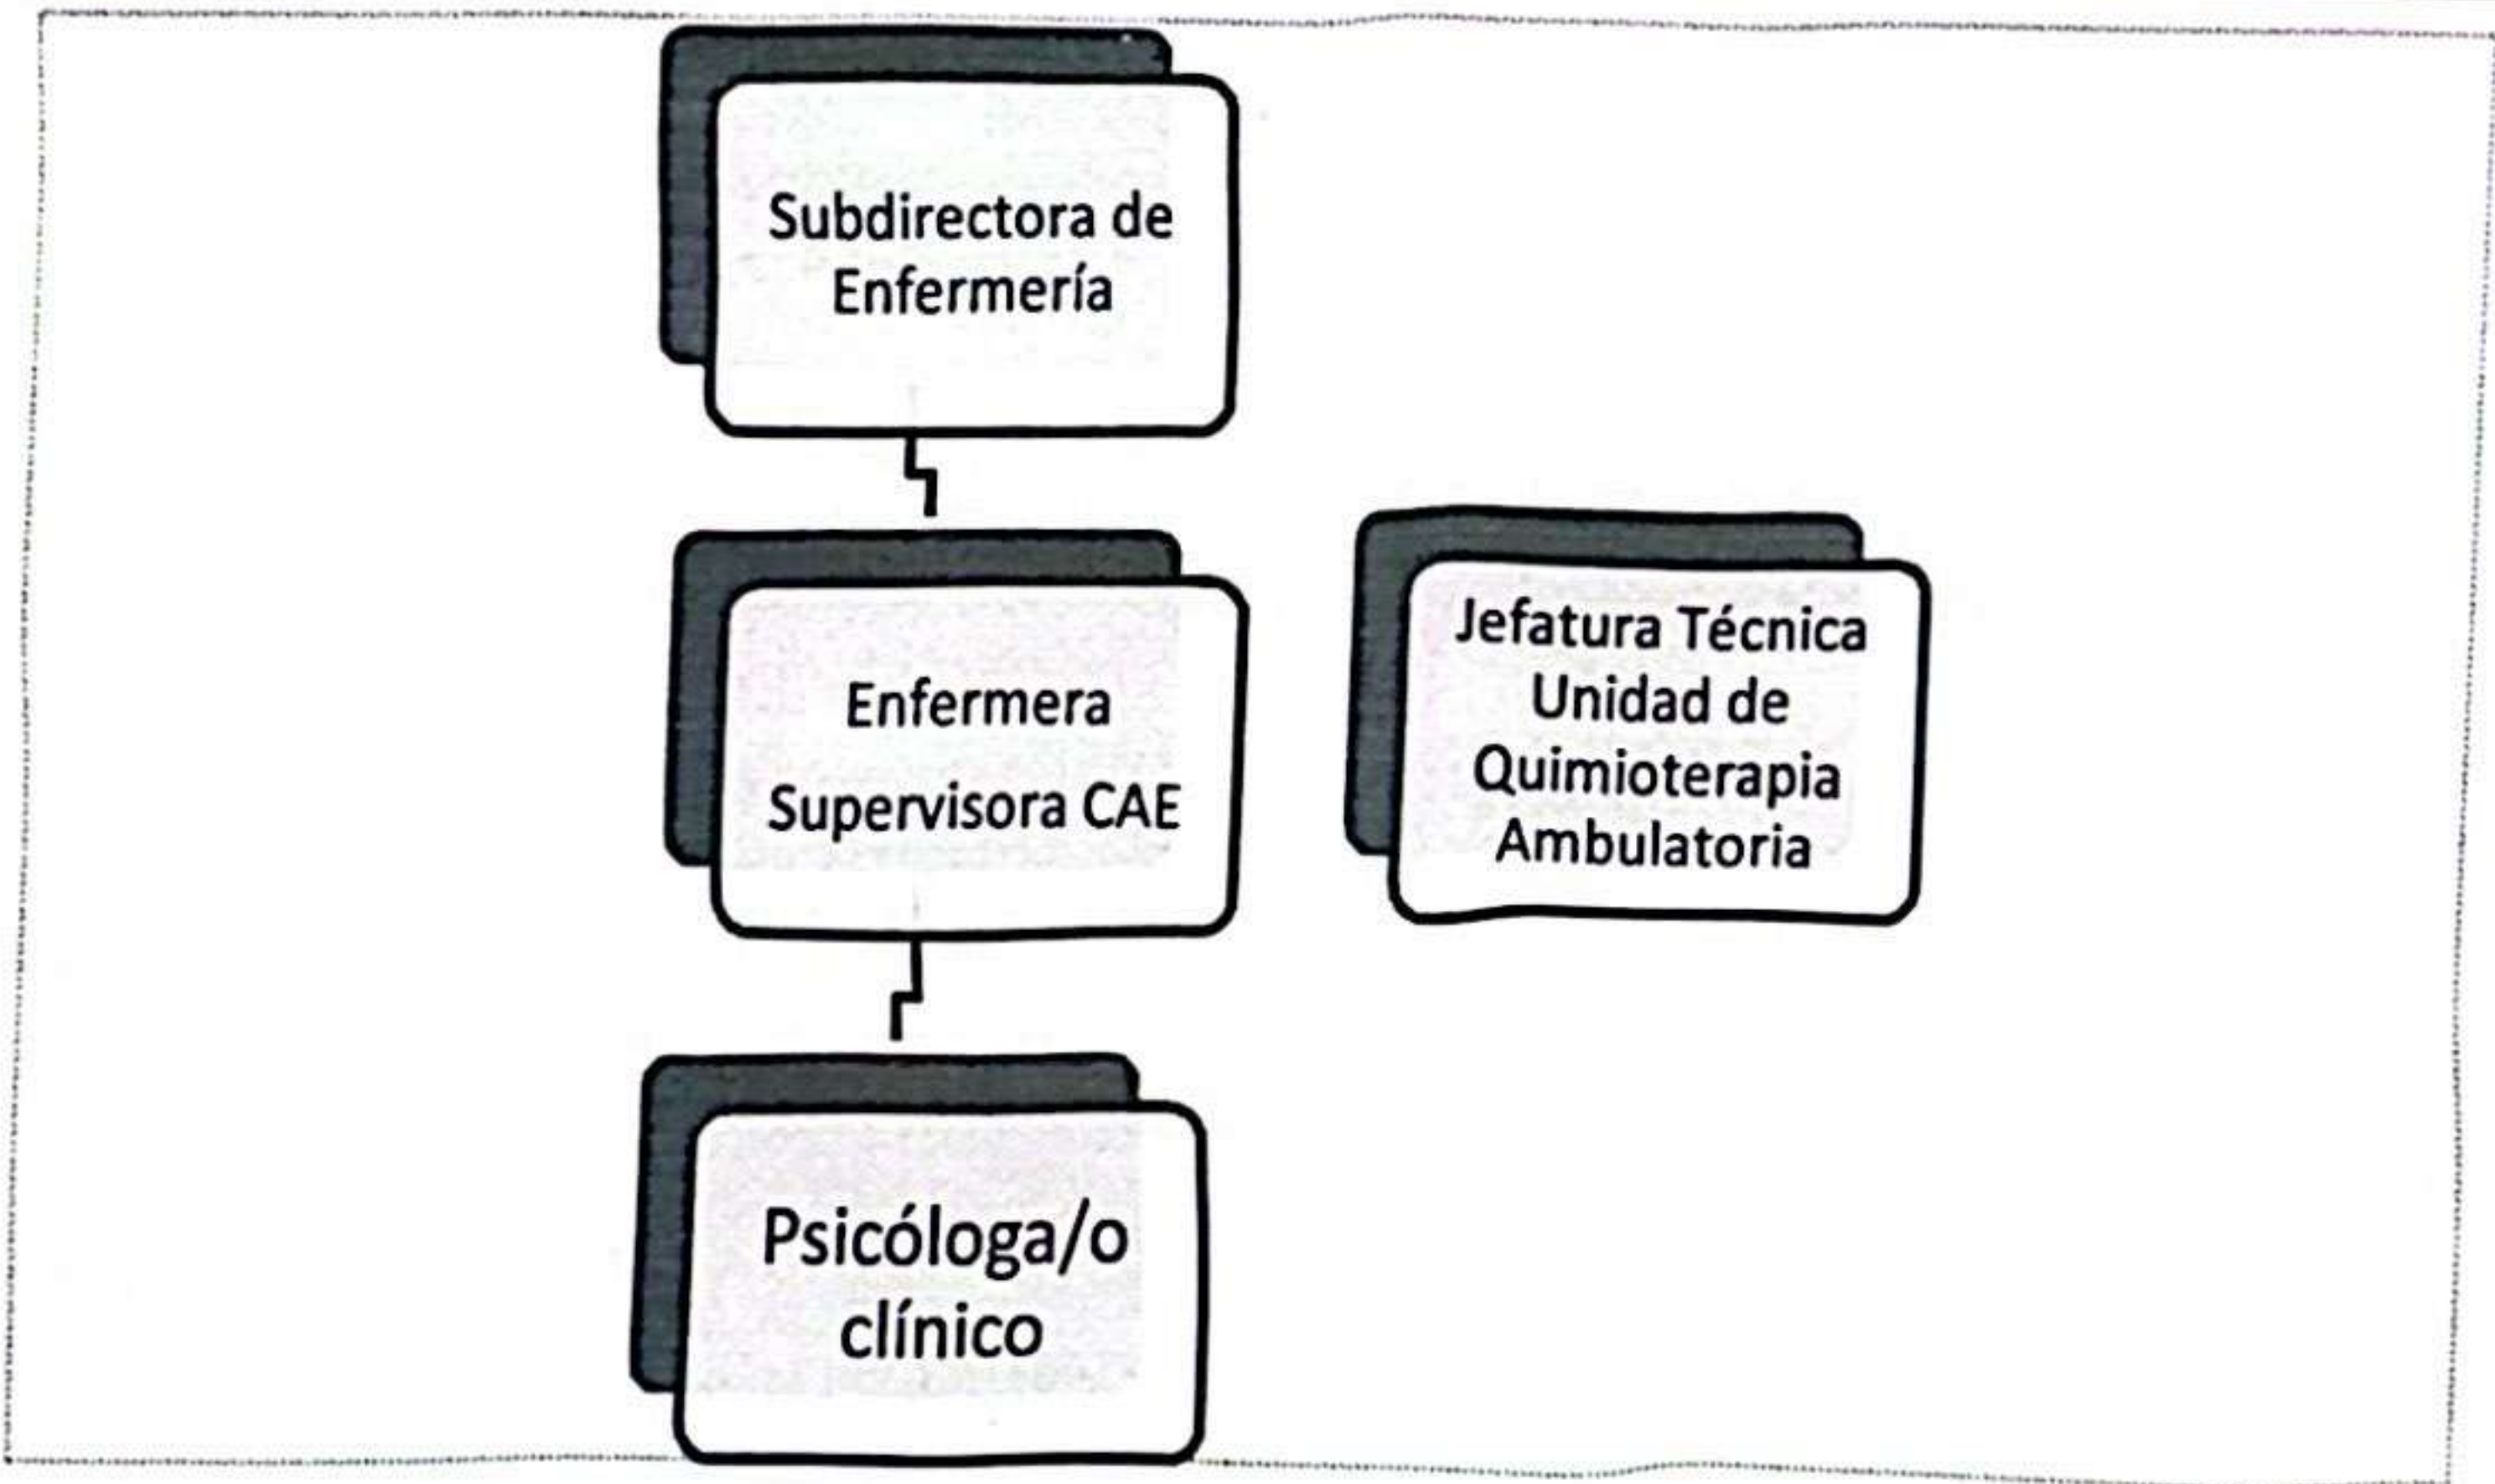 Subdirectora de
Enfermería
Enfermera
Supervisora CAE
Jefatura Técnica
Unidad de
Quimioterapia
Ambulatoria
Psicóloga/o
clínico